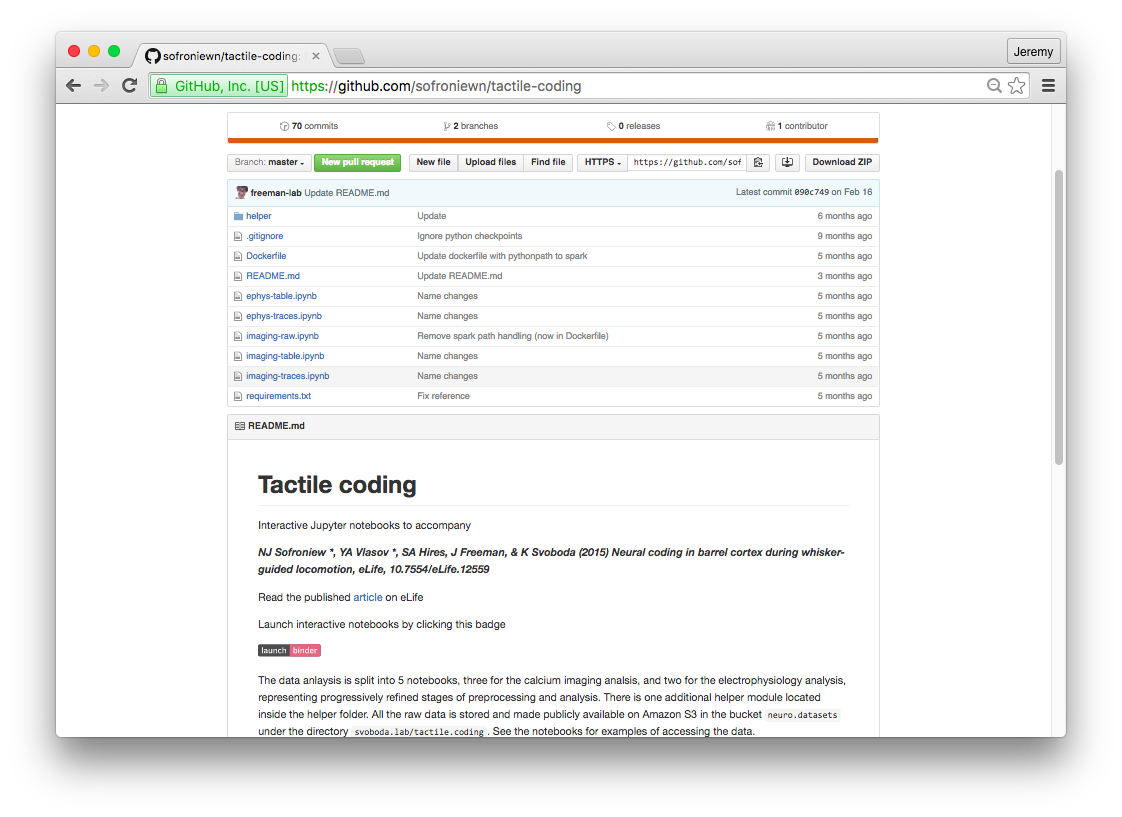 sofroniewn/tactile-coding:
Jeremy
GitHub, Inc. [US] https://github.com/sofroniewn/tactile-coding
70 commits 2 branches 0 releases 1 contributor
Branch: master New pull request New file Upload files Find file HTTPS https://github.com/sof Download ZIP
freeman-lab Update README.md Latest commit 090c749 on Feb 16
helper Update 6 months ago
.gitignore Ignore python checkpoints 9 months ago
Dockerfile Update dockerfile with pythonpath to spark 5 months ago
README.md Update README.md 3 months ago
ephys-table.ipynb Name changes 5 months ago
ephys-traces.ipynb Name changes 5 months ago
imaging-raw.ipynb Remove spark path handling (now in Dockerfile) 5 months ago
imaging-table.ipynb Name changes 5 months ago
imaging-traces.ipynb Name changes 5 months ago
requirements.txt Fix reference 5 months ago
README.md
Tactile coding
Interactive Jupyter notebooks to accompany
NJ Sofroniew *, YA Vlasov *, SA Hires, J Freeman, & K Svoboda (2015) Neural coding in barrel cortex during whisker-
guided locomotion, eLife, 10.7554/eLife.12559
Read the published article on eLife
Launch interactive notebooks by clicking this badge
launch binder
The data anlaysis is split into 5 notebooks, three for the calcium imaging analsis, and two for the electrophysiology analysis,
representing progressively refined stages of preprocessing and analysis. There is one additional helper module located
inside the helper folder. All the raw data is stored and made publicly available on Amazon S3 in the bucket neuro.datasets
under the directory svoboda.lab/tactile.coding . See the notebooks for examples of accessing the data.